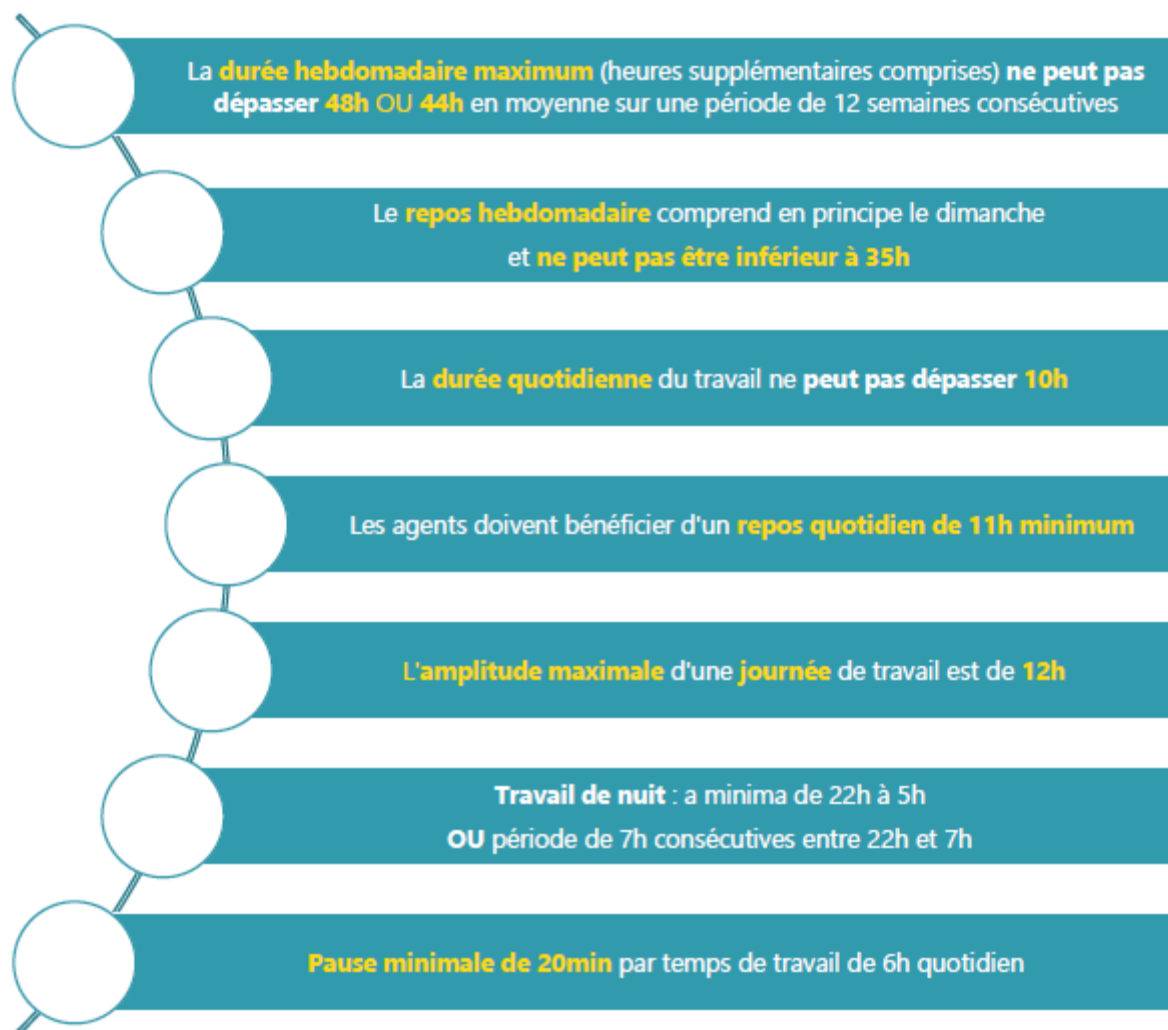 La durée hebdomadaire maximum (heures supplémentaires comprises) ne peut pas
dépasser 48h OU 44h en moyenne sur une période de 12 semaines consécutives
Le repos hebdomadaire comprend en principe le dimanche
et ne peut pas être inférieur à 35h
La durée quotidienne du travail ne peut pas dépasser 10h
Les agents doivent bénéficier d'un repos quotidien de 11h minimum
L'amplitude maximale d'une journée de travail est de 12h
Travail de nuit : a minima de 22h à 5h
OU période de 7h consécutives entre 22h et 7h
Pause minimale de 20min par temps de travail de 6h quotidien